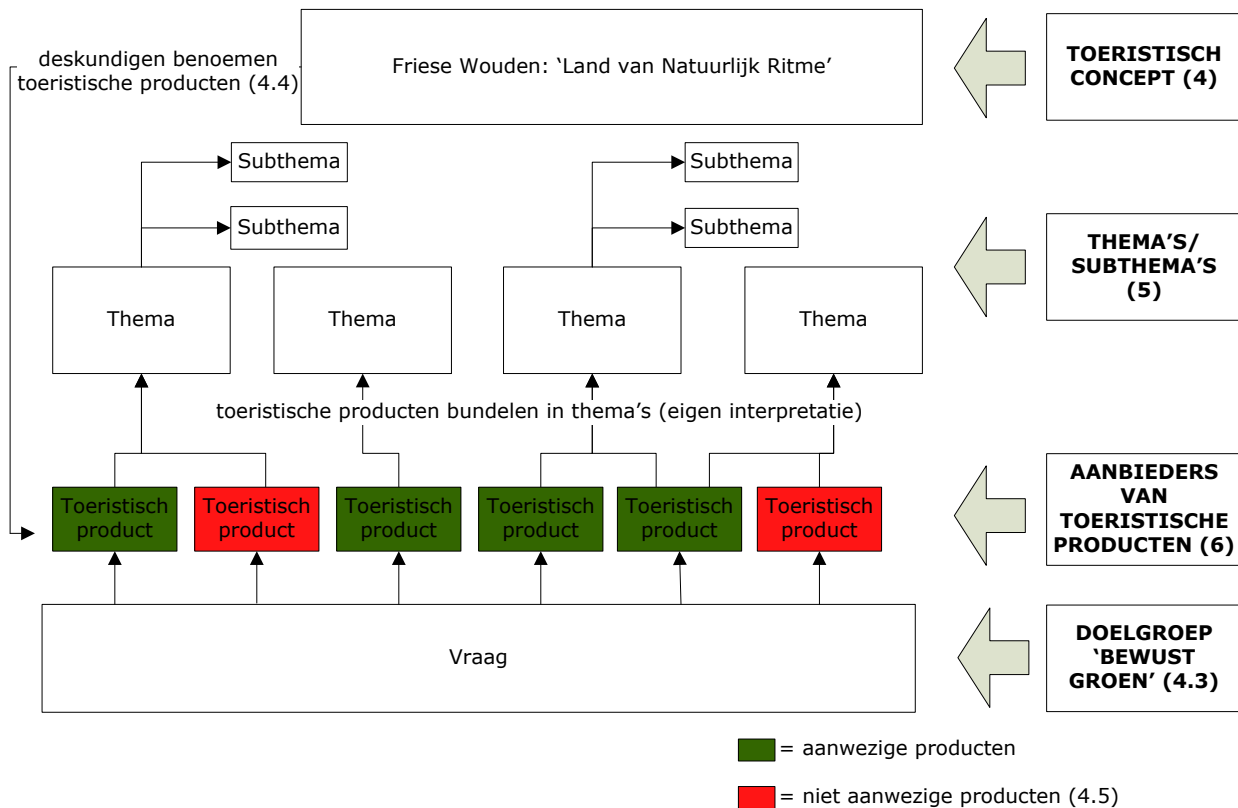 deskundigen benoemen
toeristische producten (4.4)
Friese Wouden: ‘Land van Natuurlijk Ritme’
TOERISTISCH
CONCEPT (4)
Subthema
Subthema
Subthema
Subthema
THEMA’S/
SUBTHEMA’S
(5)
Thema
Thema
Thema
Thema
toeristische producten bundelen in thema’s (eigen interpretatie)
Toeristisch
product
Toeristisch
product
Toeristisch
product
Toeristisch
product
Toeristisch
product
Toeristisch
product
AANBIEDERS
VAN
TOERISTISCHE
PRODUCTEN (6)
Vraag
DOELGROEP
‘BEWUST
GROEN’ (4.3)
= aanwezige producten
= niet aanwezige producten (4.5)